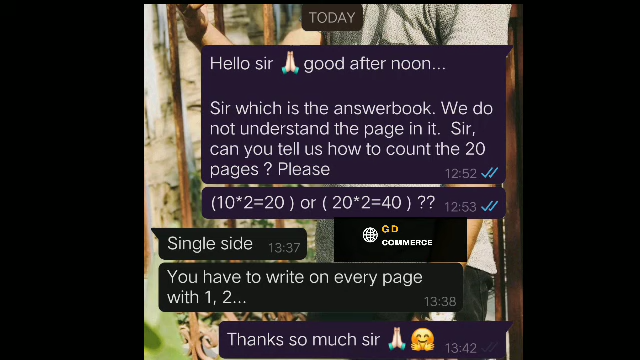 TODAY
Hello sir 🙏🏻 good after noon...
Sir which is the answerbook. We do
not understand the page in it. Sir,
can you tell us how to count the 20
pages ? Please
12:52
(10*2=20 ) or ( 20*2=40 ) ??
12:53
GD
COMMERCE
Single side
13:37
You have to write on every page
with 1, 2...
13:38
Thanks so much sir 🙏🏻 🤗
13:42